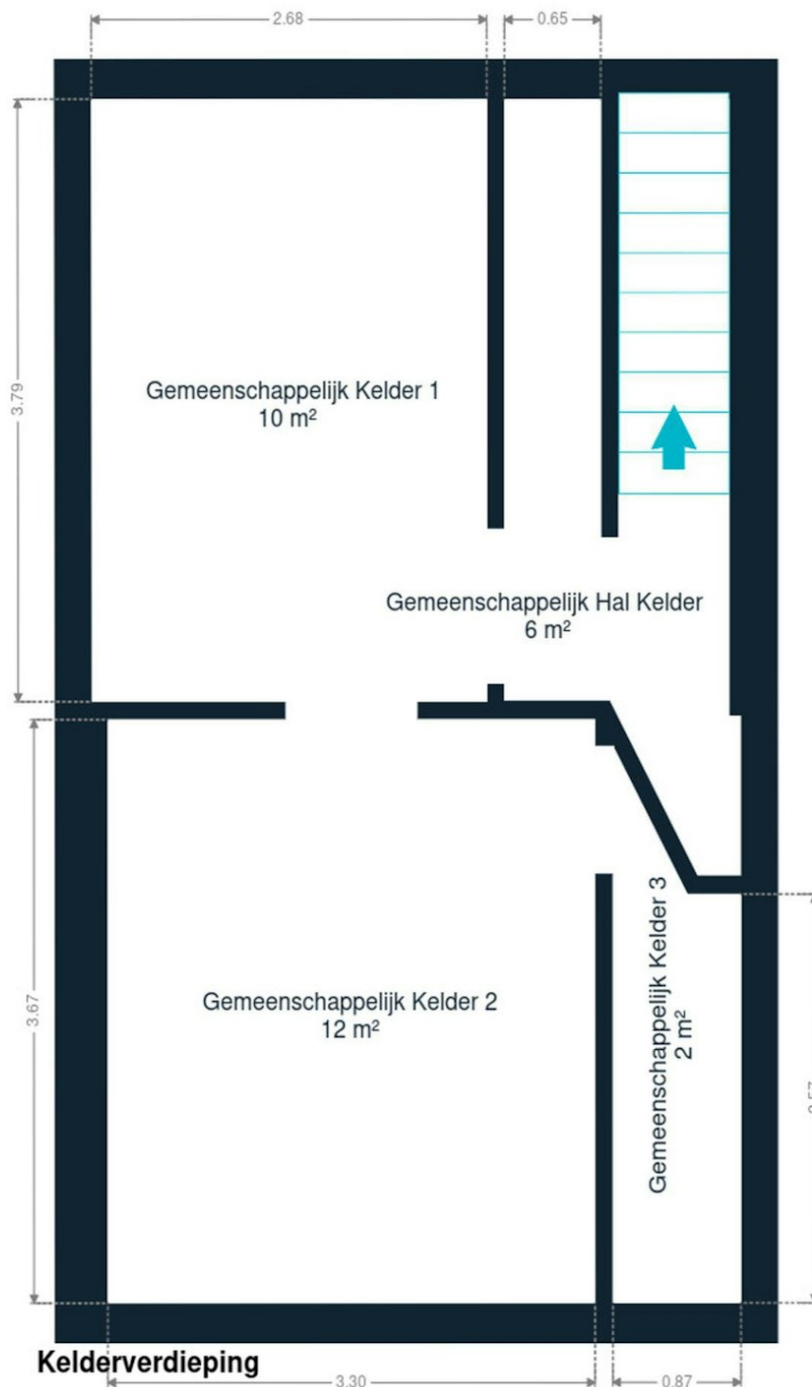 2.68
0.65
3.79
Gemeenschappelijk Kelder 1
10 m²
Gemeenschappelijk Hal Kelder
6 m²
3.67
Gemeenschappelijk Kelder 2
12 m²
Gemeenschappelijk Kelder 3
2 m²
Kelderverdieping
3.30
0.87